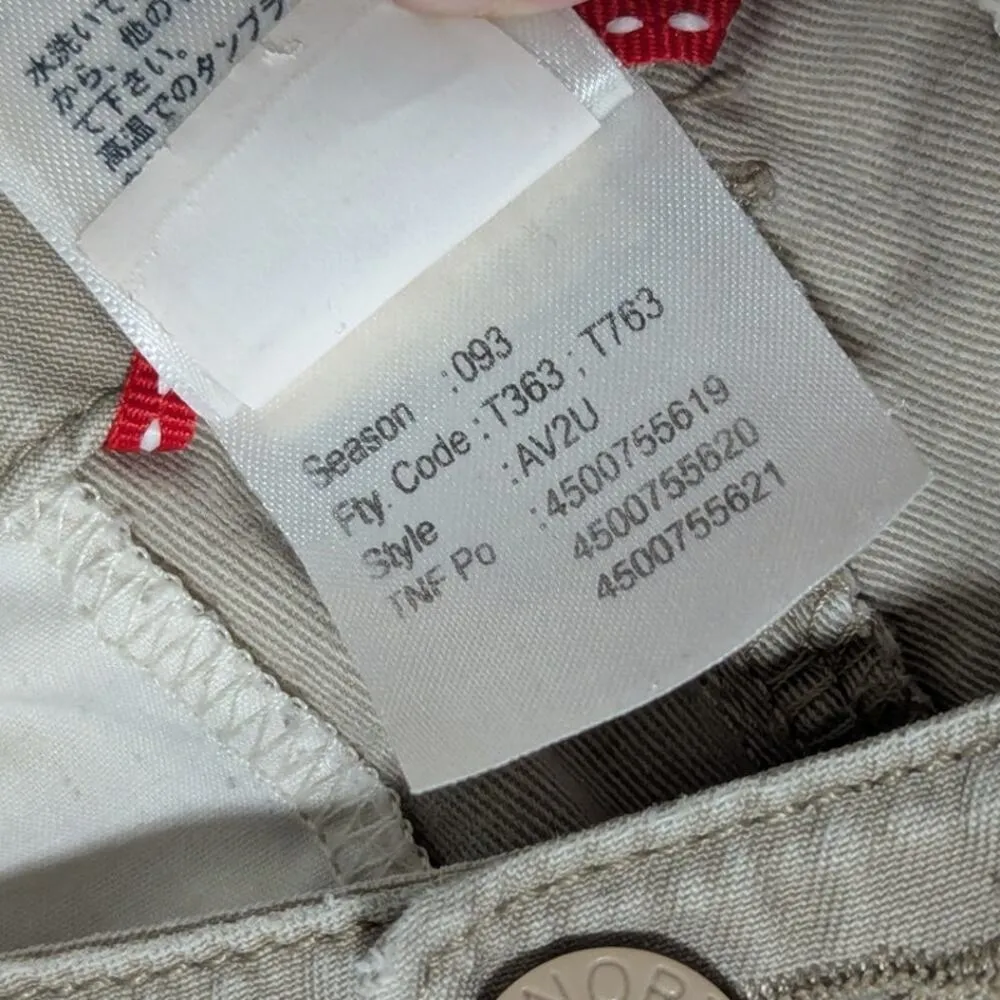 水洗いで
から、他の
て下さい。
高温でのタンブラ
Season :093
Fty. Code : T363 ; T763
Style :AV2U
TNF Po :4500755619
4500755620
4500755621
NOR